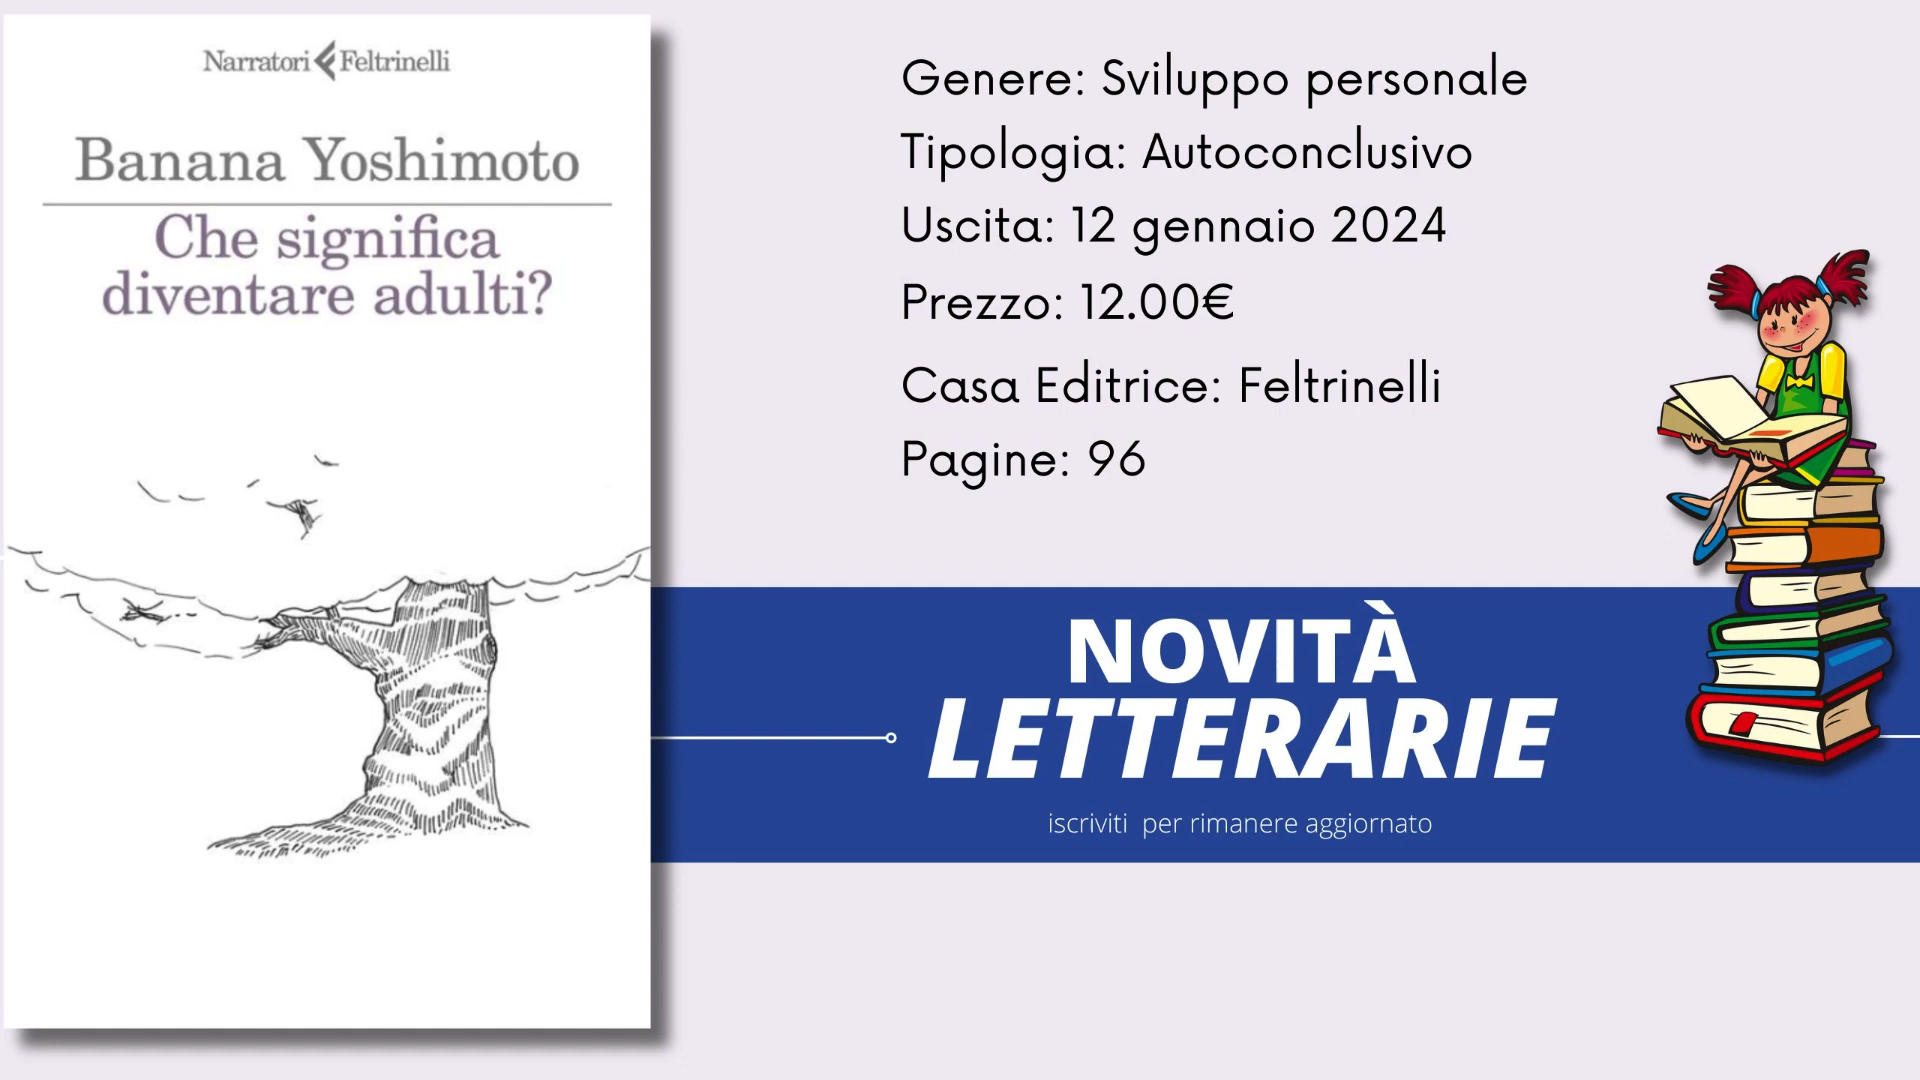 Narratori Feltrinelli
Banana Yoshimoto
Che significa
diventare adulti?
Genere: Sviluppo personale
Tipologia: Autoconclusivo
Uscita: 12 gennaio 2024
Prezzo: 12.00€
Casa Editrice: Feltrinelli
Pagine: 96
NOVITÀ
LETTERARIE
iscriviti per rimanere aggiornato